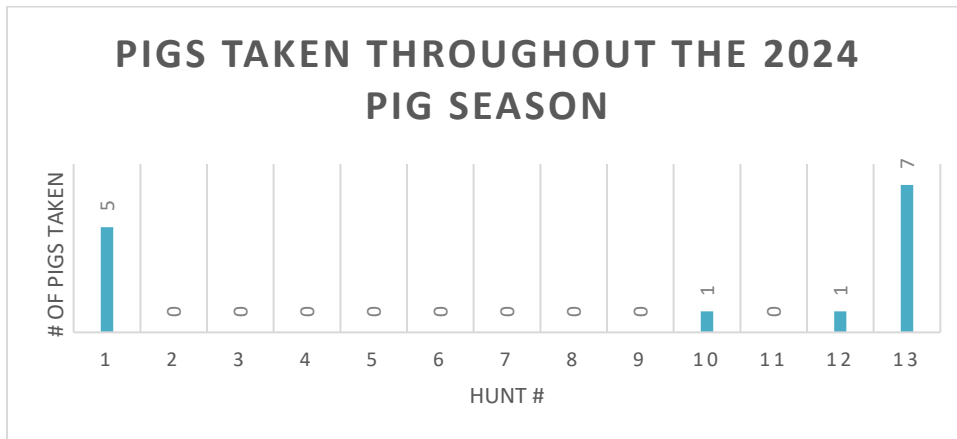 PIGS TAKEN THROUGHOUT THE 2024
PIG SEASON
# OF PIGS TAKEN
5
0
0
0
0
0
0
0
0
1
0
1
7
1 2 3 4 5 6 7 8 9 10 11 12 13
HUNT #